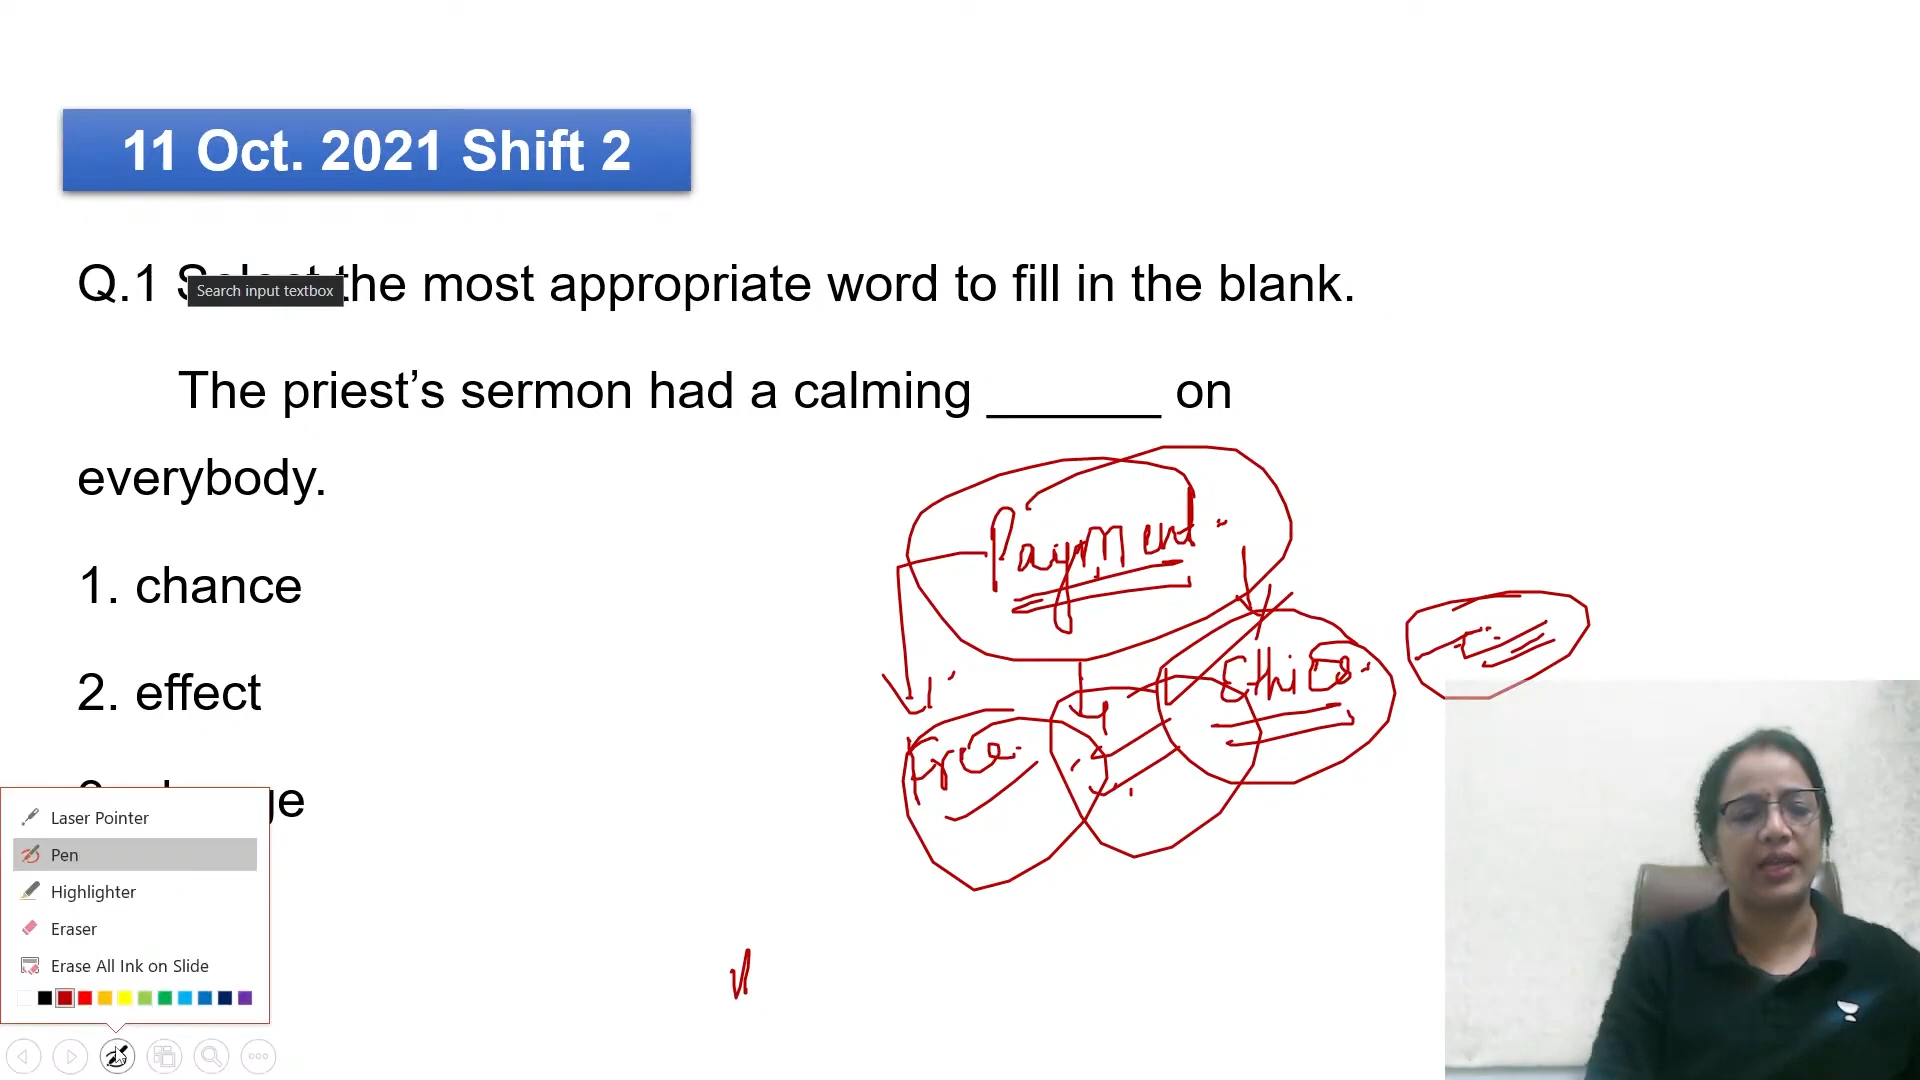 11 Oct. 2021 Shift 2
Q.1 the most appropriate word to fill in the blank.
Search input textbox
The priest’s sermon had a calming ______ on
everybody.
Payment
1. chance
Ethics
2. effect
Free
Laser Pointer
Pen
Highlighter
Eraser
Erase All Ink on Slide